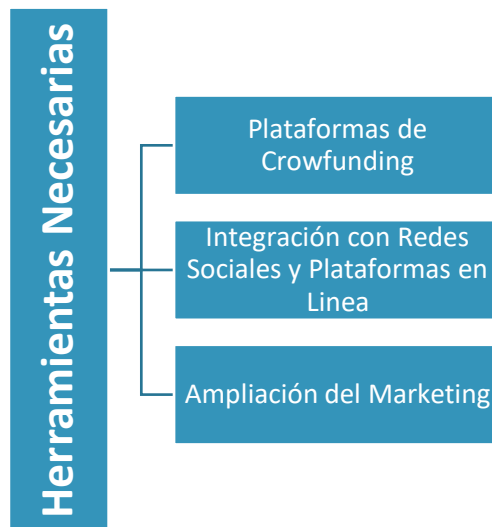 Herramientas Necesarias
Plataformas de
Crowfunding
Integración con Redes
Sociales y Plataformas en
Linea
Ampliación del Marketing